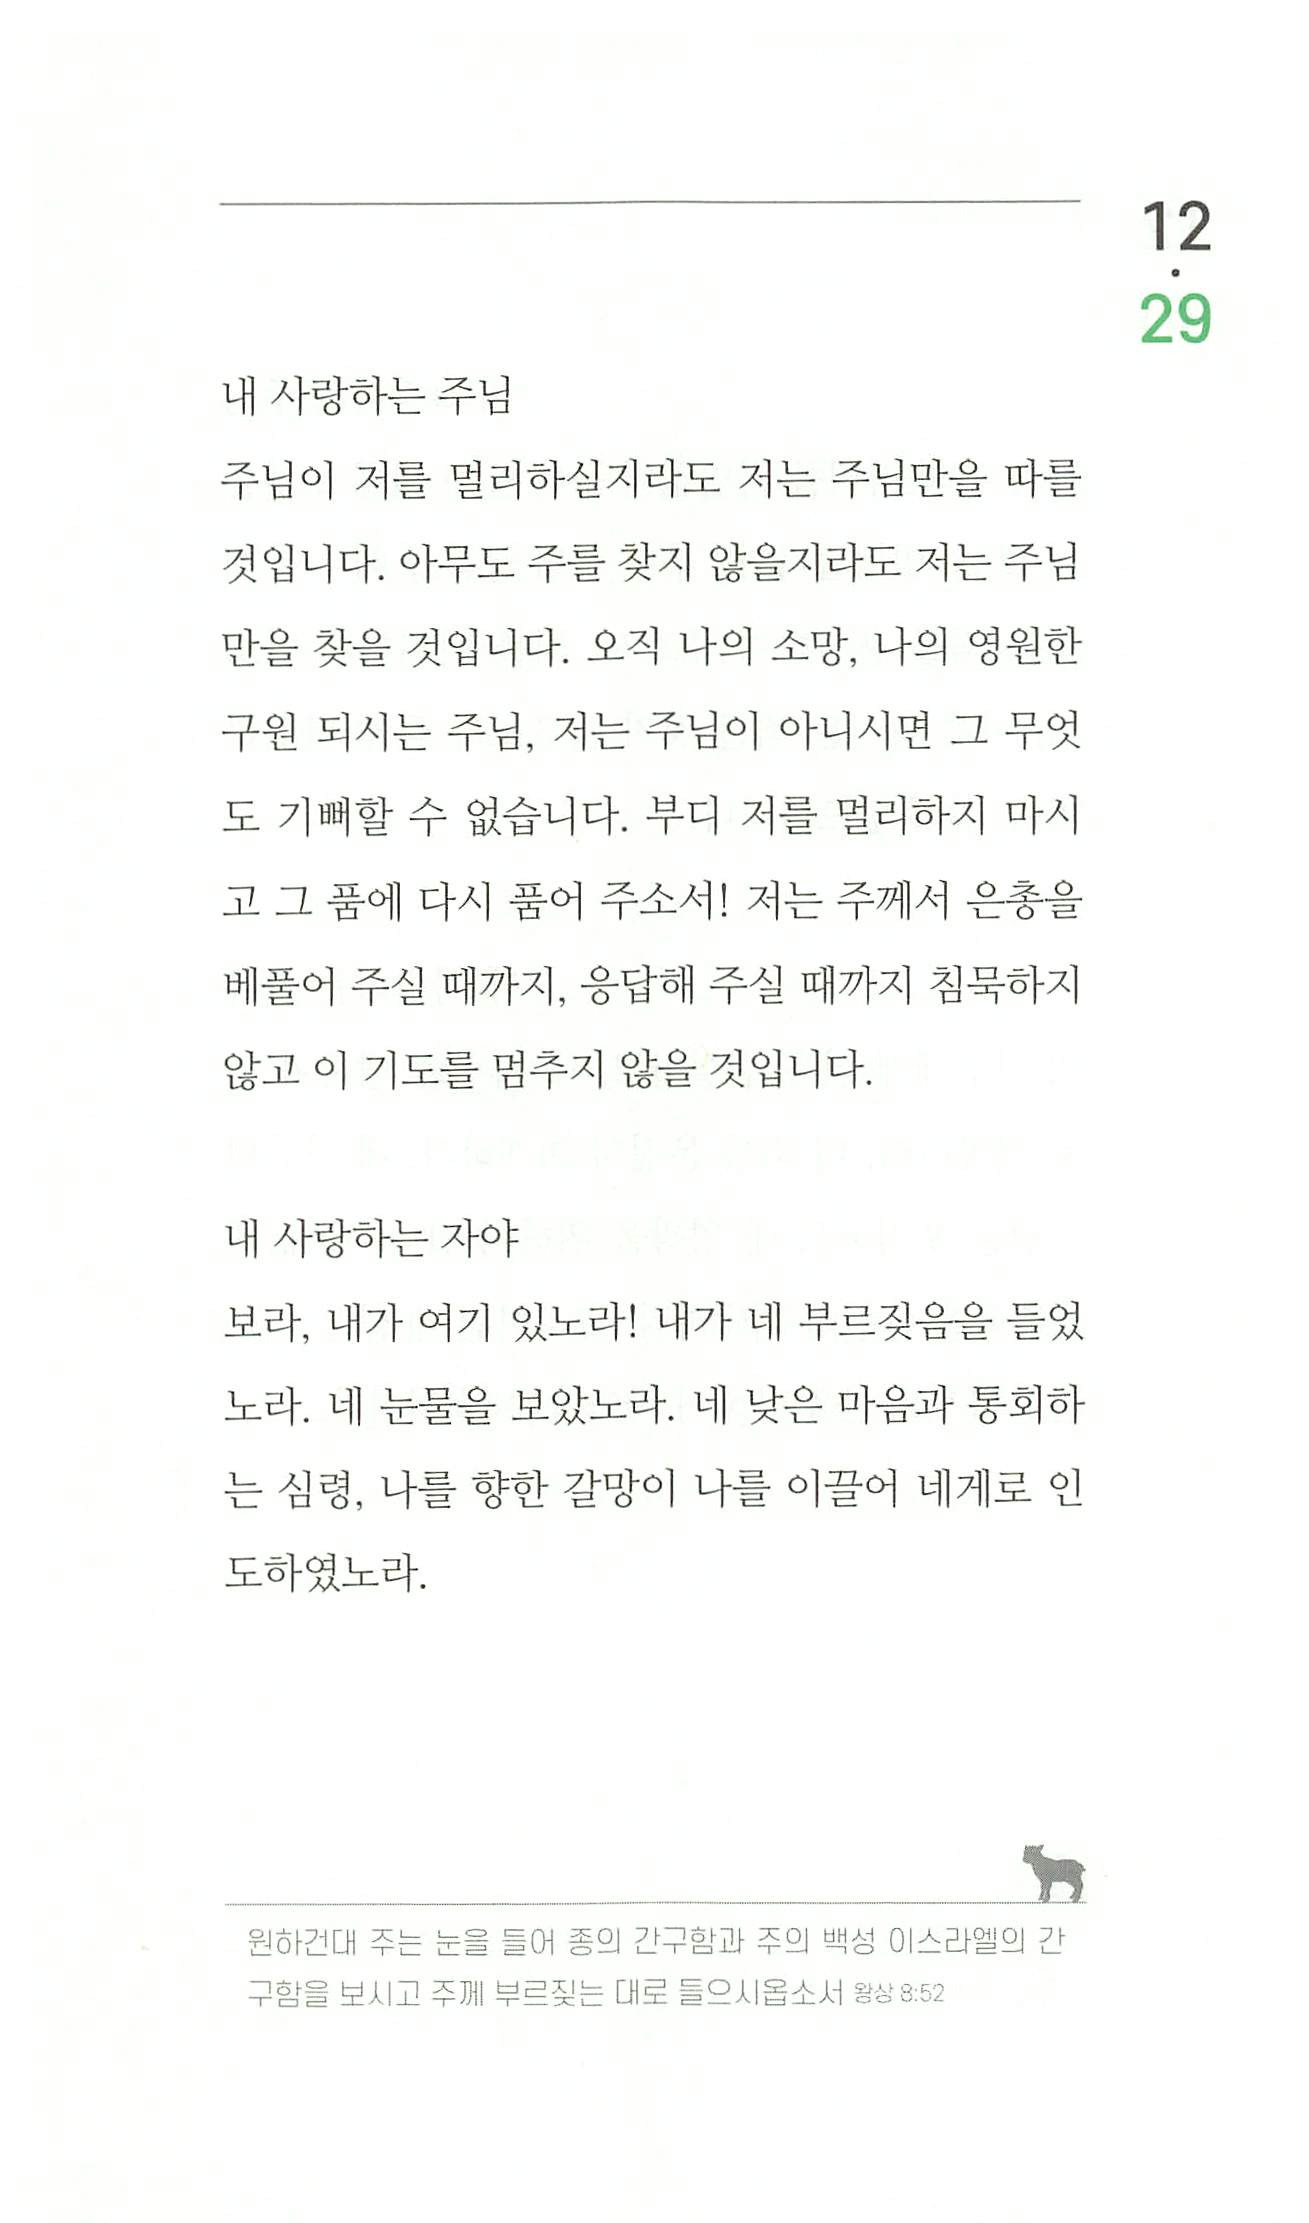 12
·
29
내 사랑하는 주님
주님이 저를 멀리하실지라도 저는 주님만을 따를
것입니다. 아무도 주를 찾지 않을지라도 저는 주님
만을 찾을 것입니다. 오직 나의 소망, 나의 영원한
구원 되시는 주님, 저는 주님이 아니시면 그 무엇
도 기뻐할 수 없습니다. 부디 저를 멀리하지 마시
고 그 품에 다시 품어 주소서! 저는 주께서 은총을
베풀어 주실 때까지, 응답해 주실 때까지 침묵하지
않고 이 기도를 멈추지 않을 것입니다.
내 사랑하는 자야
보라, 내가 여기 있노라! 내가 네 부르짖음을 들었
노라. 네 눈물을 보았노라. 네 낮은 마음과 통회하
는 심령, 나를 향한 갈망이 나를 이끌어 네게로 인
도하였노라.
원하건대 주는 눈을 들어 종의 간구함과 주의 백성 이스라엘의 간
구함을 보시고 주께 부르짖는 대로 들으시옵소서 왕상 8:52